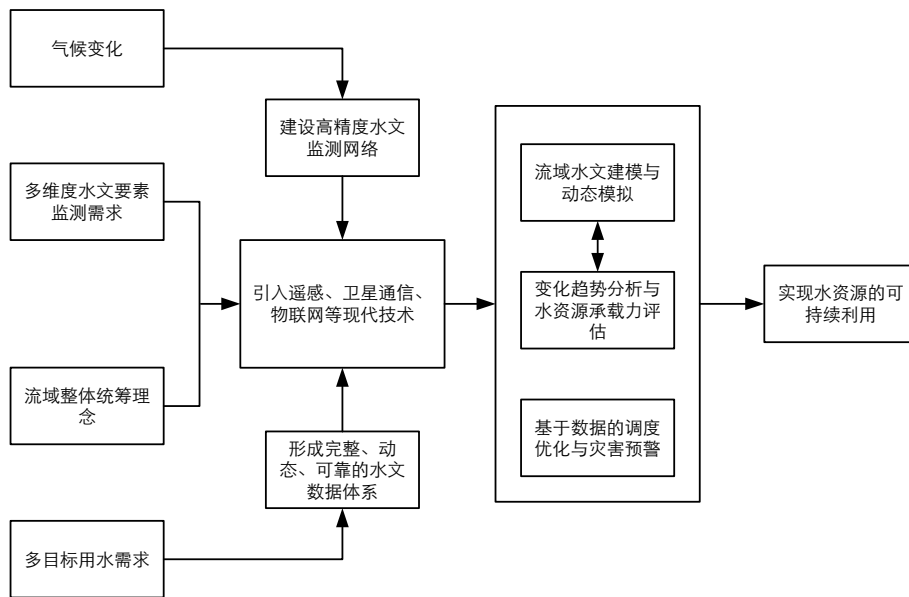 气候变化
建设高精度水文
监测网络
多维度水文要素
监测需求
流域水文建模与
动态模拟
引入遥感、卫星通信、
物联网等现代技术
变化趋势分析与
水资源承载力评
估
实现水资源的可
持续利用
流域整体统筹理
念
形成完整、动
态、可靠的水文
数据体系
基于数据的调度
优化与灾害预警
多目标用水需求